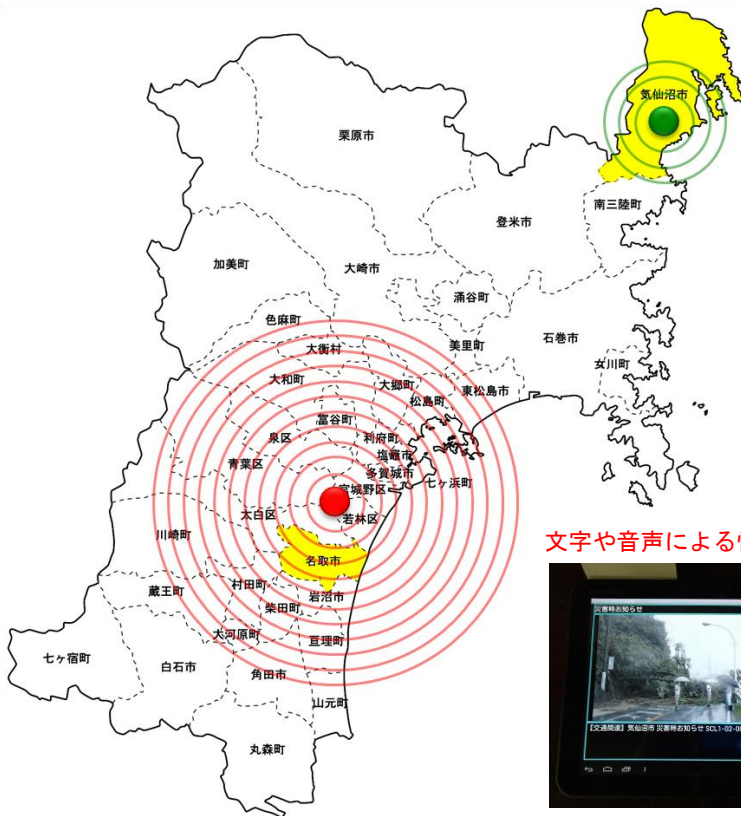 気仙沼市
栗原市
登米市
南三陸町
加美町
大崎市
涌谷町
色麻町
美里町
石巻市
大衡村
女川町
大和町
大郷町
東松島市
松島町
富谷町
泉区
利府町
塩竈市
青葉区
多賀城市
七ヶ浜町
宮城野区
太白区
若林区
川崎町
名取市
村田町
蔵王町
岩沼市
柴田町
大河原町
亘理町
七ヶ宿町
白石市
角田市
山元町
丸森町
文字や音声による
災害時お知らせ
【交通関連】気仙沼市 災害時お知らせ SCL1-02-0